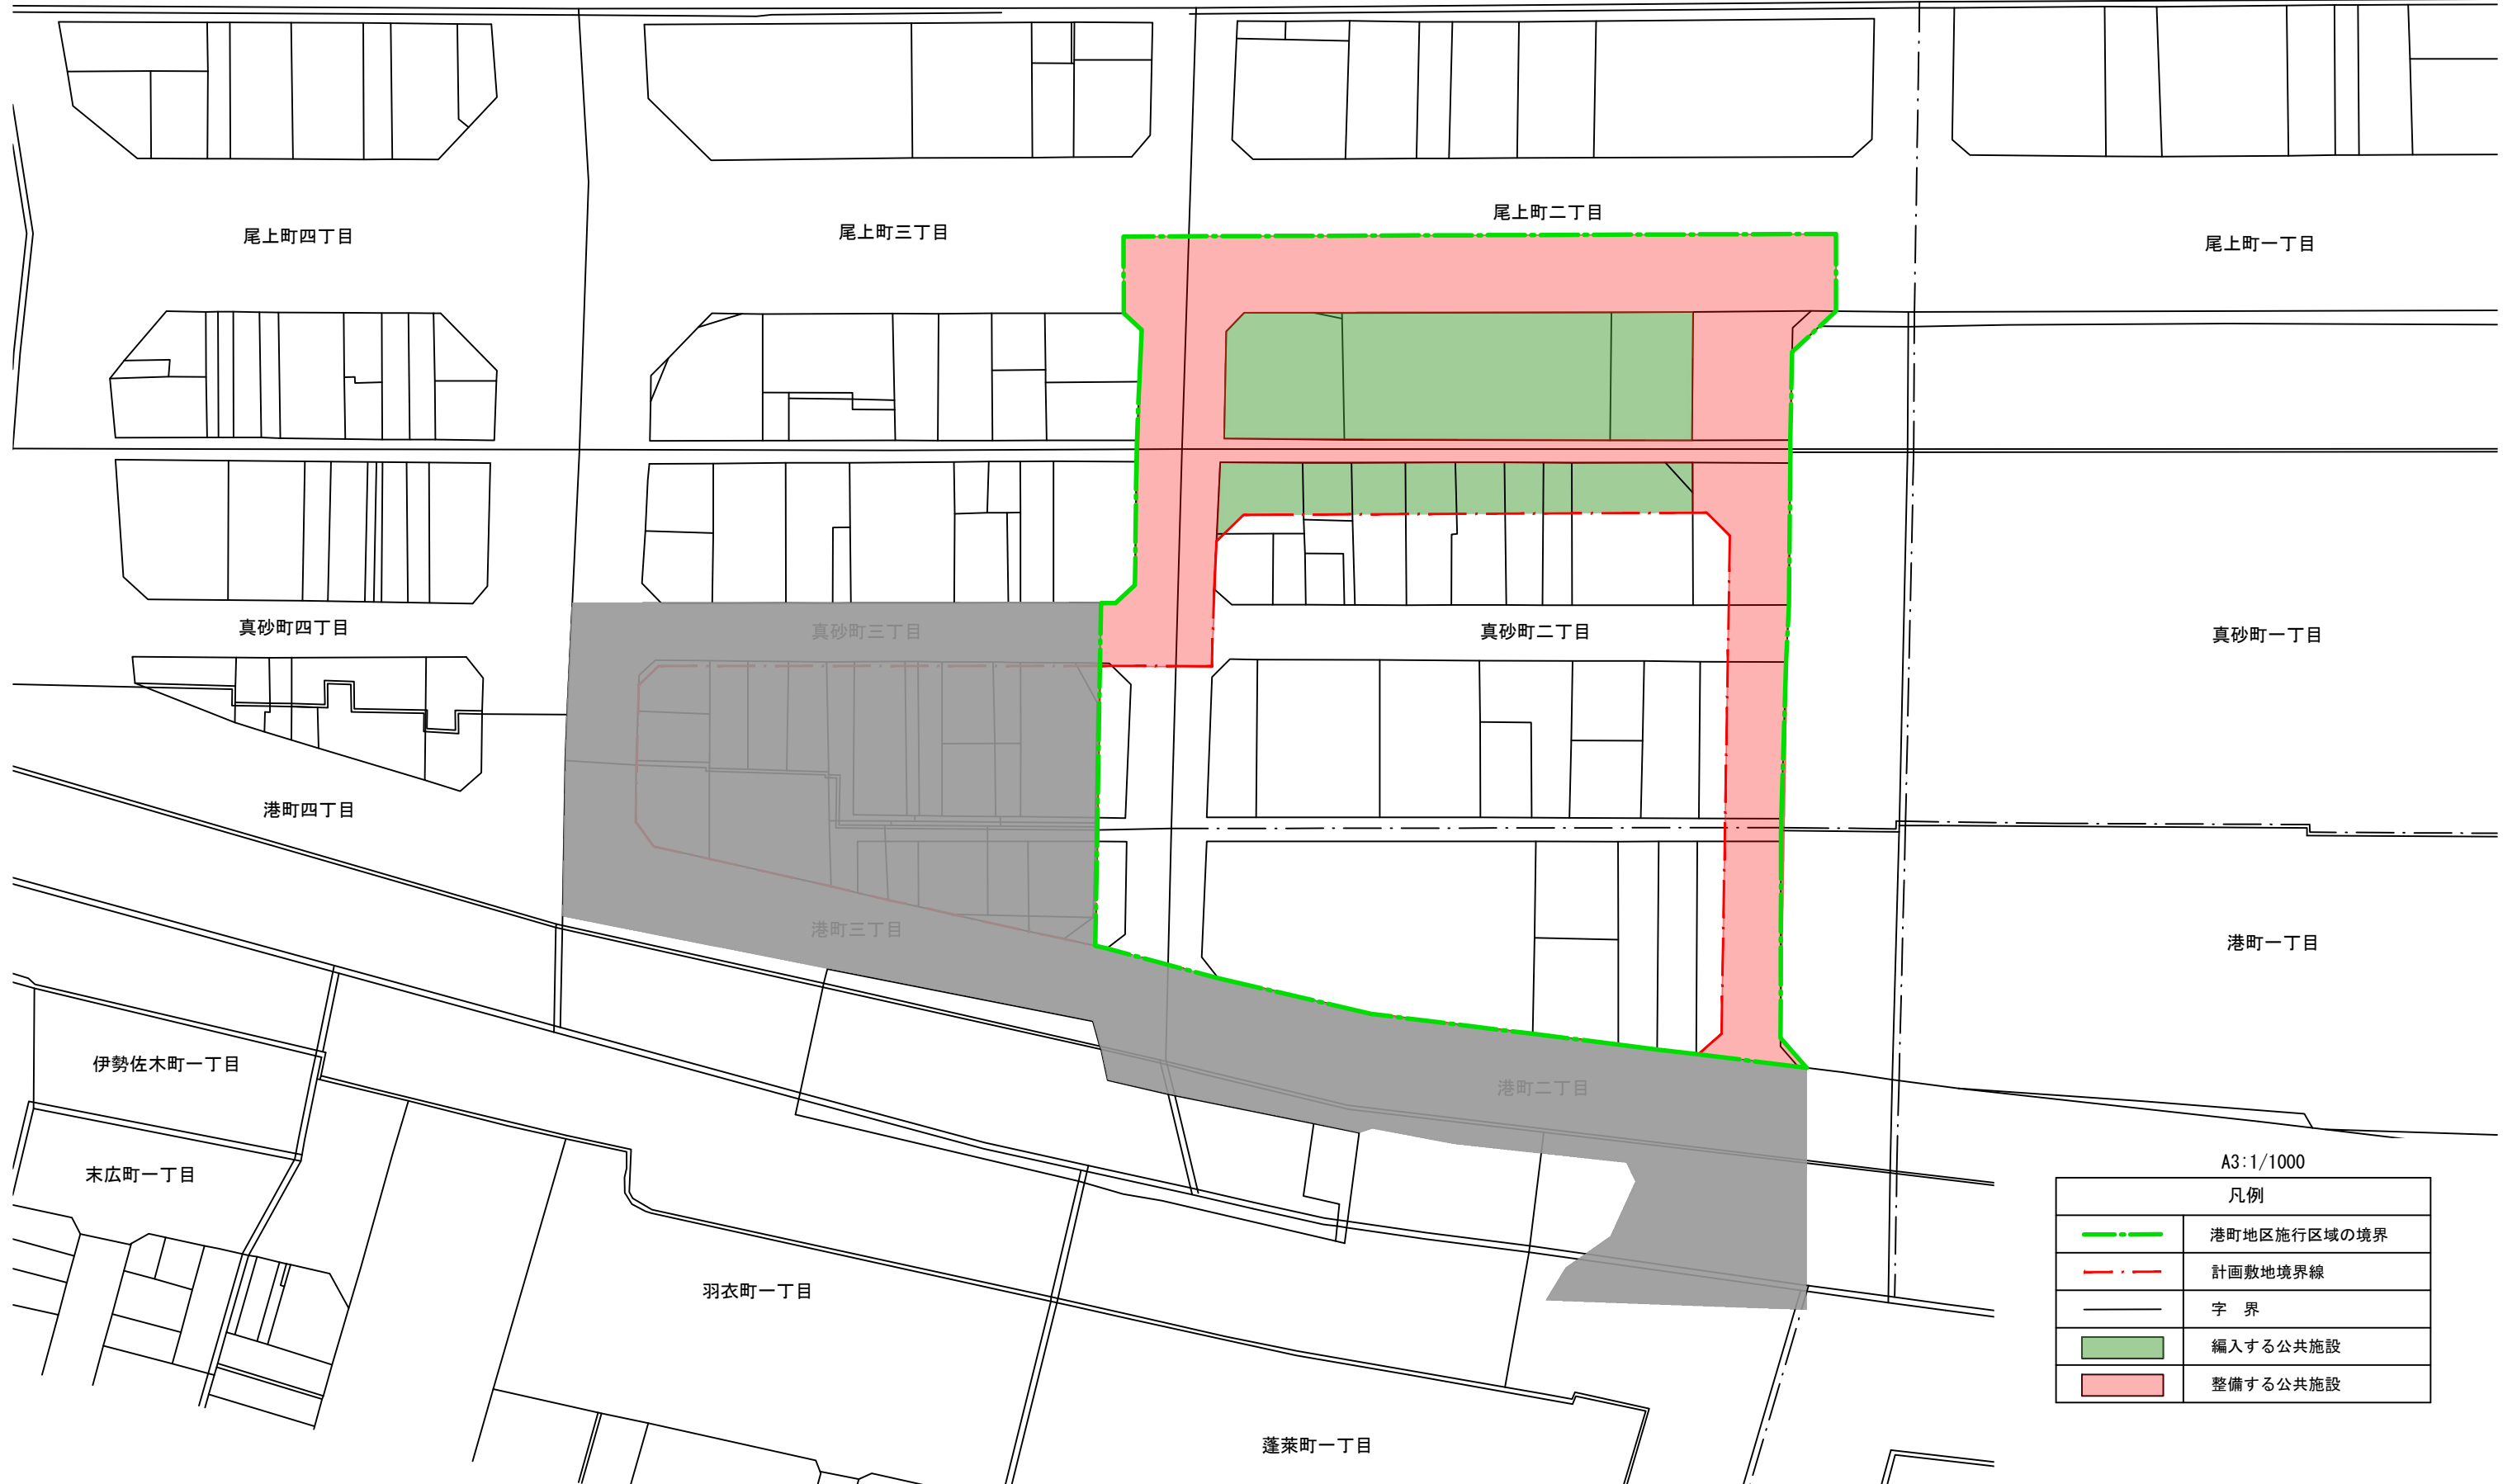 尾上町二丁目
尾上町三丁目
尾上町四丁目
尾上町一丁目
真砂町四丁目
真砂町三丁目
真砂町二丁目
真砂町一丁目
港町四丁目
港町三丁目
港町一丁目
伊勢佐木町一丁目
港町二丁目
末広町一丁目
羽衣町一丁目
蓬莱町一丁目
A3:1/1000
凡例
港町地区施行区域の境界
計画敷地境界線
字 界
編入する公共施設
整備する公共施設